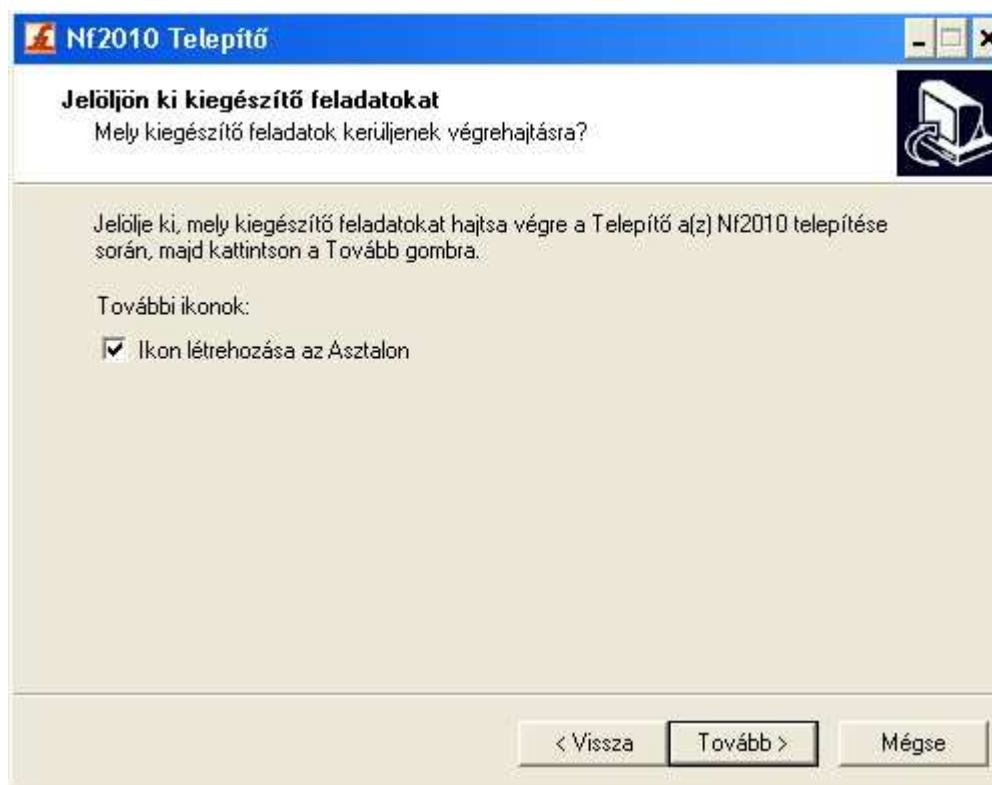 Nf2010 Telepítő
Jelöljön ki kiegészítő feladatokat
Mely kiegészítő feladatok kerüljenek végrehajtásra?
Jelölje ki, mely kiegészítő feladatokat hajtsa végre a Telepítő a(z) Nf2010 telepítése
során, majd kattintson a Tovább gombra.
További ikonok:
Ikon létrehozása az Asztalon
< Vissza
Tovább >
Mégse